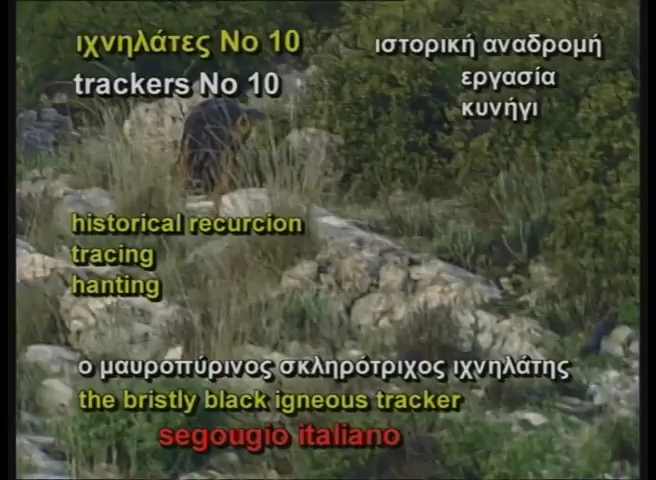 ιχνηλάτες Νο 10
trackers No 10
ιστορική αναδρομή
εργασία
κυνήγι
historical recurcion
tracing
hanting
ο μαυροπύρινος σκληρότριχος ιχνηλάτης
the bristly black igneous tracker
segougio italiano